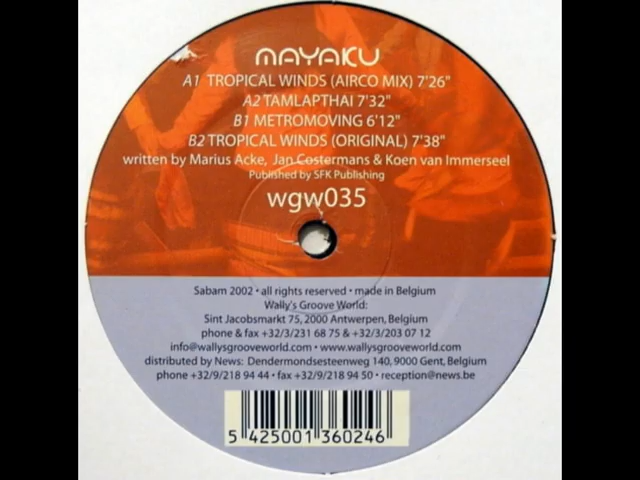 MAYAKU
A1 TROPICAL WINDS (AIRCO MIX) 7'26"
A2 TAMLAPTHAI 7'32"
B1 METROMOVING 6'12"
B2 TROPICAL WINDS (ORIGINAL) 7'38"
written by Marius Acke, Jan Costermans & Koen van Immerseel
Published by SFK Publishing
wgw035
Sabam 2002 • all rights reserved • made in Belgium
Wally's Groove World:
Sint Jacobsmarkt 75, 2000 Antwerpen, Belgium
phone & fax +32/3/231 68 75 & +32/3/203 07 12
info@wallysgrooveworld.com • www.wallysgrooveworld.com
distributed by News: Dendermondsesteenweg 140, 9000 Gent, Belgium
phone +32/9/218 94 44 • fax +32/9/218 94 50 • reception@news.be
5 425001 360246